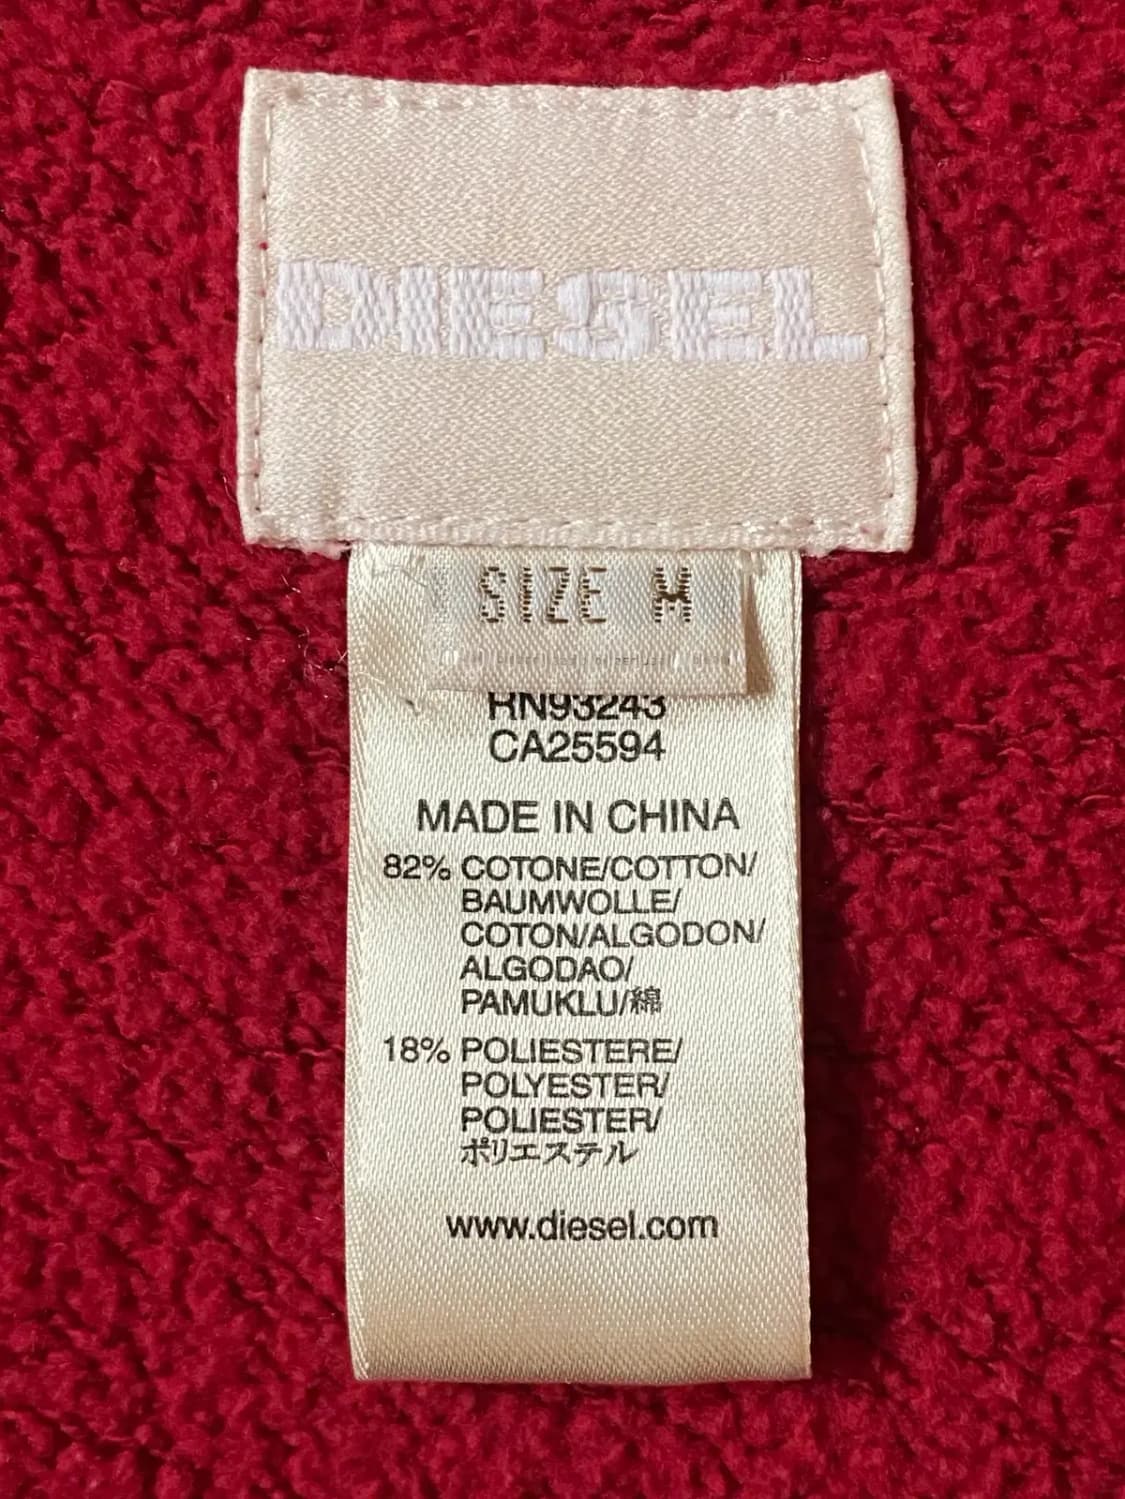 DIESEL
SIZE M
RN93243
CA25594
MADE IN CHINA
82% COTONE/COTTON/
BAUMWOLLE/
COTON/ALGODON/
ALGODAO/
PAMUKLU/綿
18% POLIESTERE/
POLYESTER/
POLIESTER/
ポリエステル
www.diesel.com